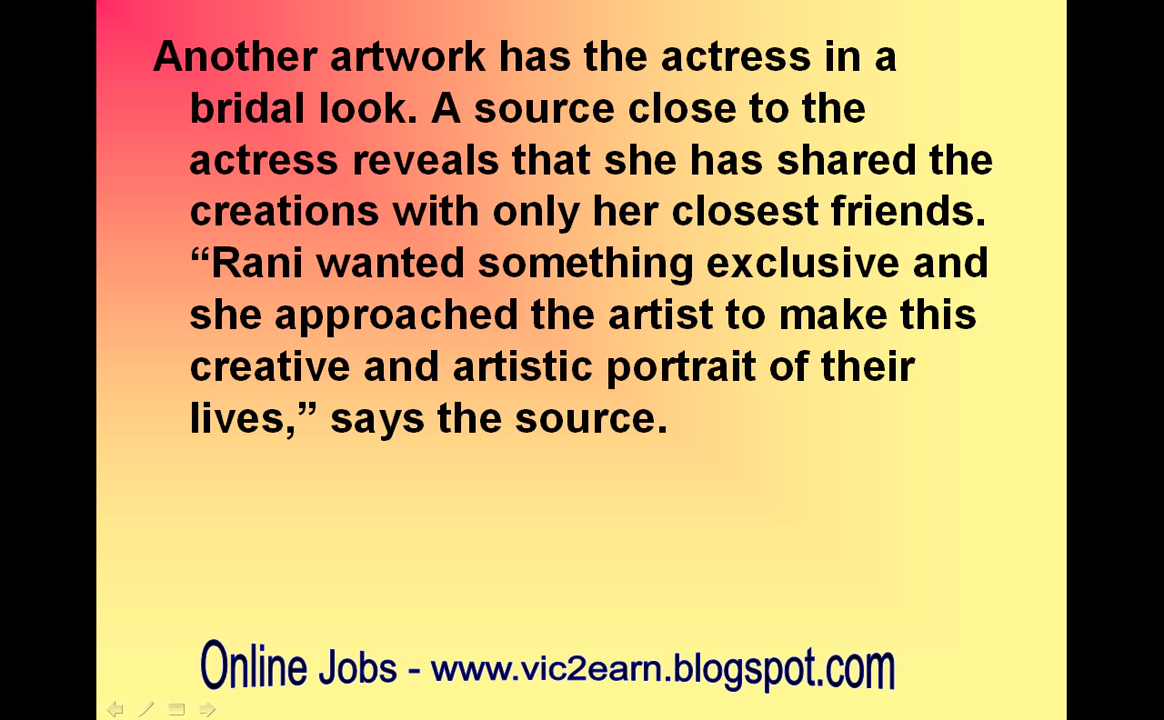 Another artwork has the actress in a
bridal look. A source close to the
actress reveals that she has shared the
creations with only her closest friends.
“Rani wanted something exclusive and
she approached the artist to make this
creative and artistic portrait of their
lives,” says the source.
Online Jobs - www.vic2earn.blogspot.com